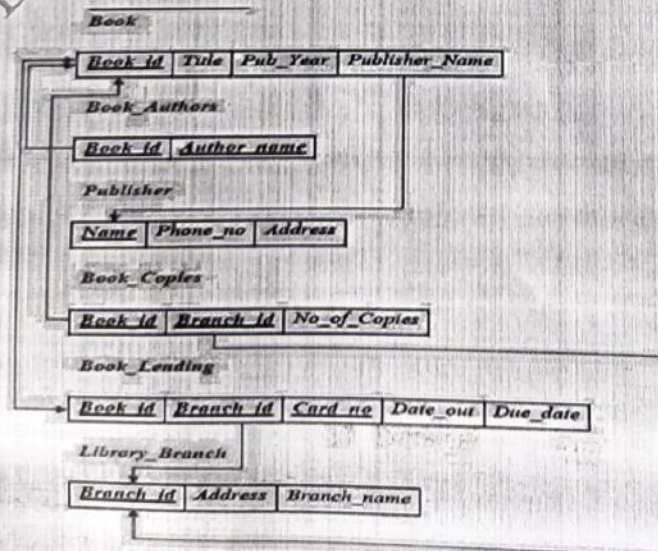 Book
Book_id Title Pub_Year Publisher_Name
Book_Authors
Book_id Author_name
Publisher
Name Phone_no Address
Book_Copies
Book_id Branch_id No_of_Copies
Book_Lending
Book_id Branch_id Card_no Date_out Due_date
Library_Branch
Branch_id Address Branch_name